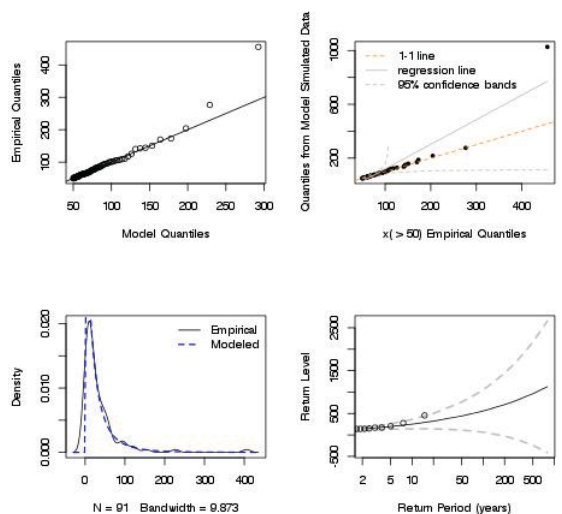 Empirical Quantiles
400
300
200
100
50 100 150 200 250 300
Model Quantiles
Quantiles from Model Simulated Data
1000
600
200
1-1 line
regression line
95% confidence bands
100 200 300 400
x( > 50) Empirical Quantiles
Density
0.020
0.010
0.000
Empirical
Modeled
0 100 200 300 400
N = 91 Bandwidth = 9.873
Return Level
2500
1500
500
-500
2 5 10 20 50 100 200 500
Return Period (years)